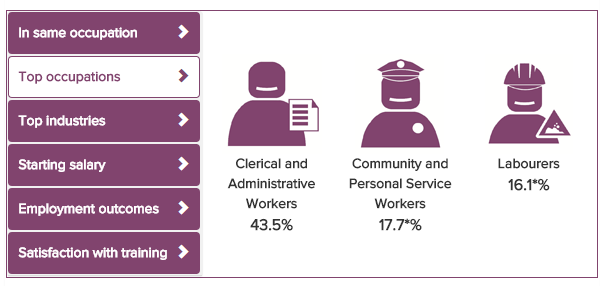 In same occupation
Top occupations
Top industries
Starting salary
Employment outcomes
Satisfaction with training
Clerical and
Administrative
Workers
43.5%
Community and
Personal Service
Workers
17.7*%
Labourers
16.1*%